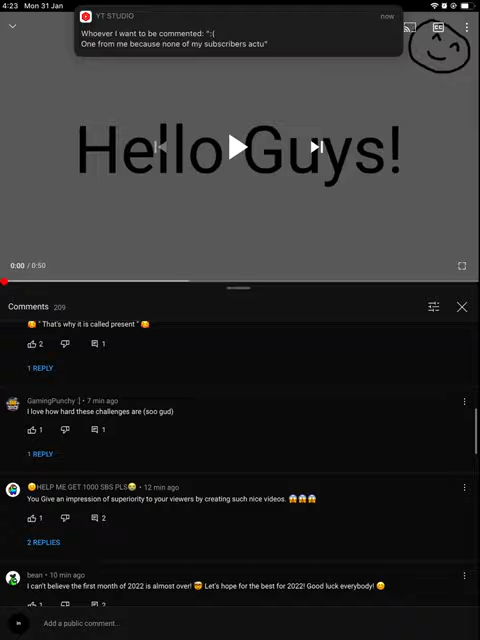 4:23 Mon 31 Jan
YT STUDIO now
Whoever I want to be commented: ":(
One from me because none of my subscribers actu"
CC
Hello Guys!
0:00 / 0:50
Comments 209
🥰 " That's why it is called present " 🥰
2 1
1 REPLY
GamingPunchy :] • 7 min ago
I love how hard these challenges are (soo gud)
1 1
1 REPLY
😑HELP ME GET 1000 SBS PLS🥹 • 12 min ago
You Give an impression of superiority to your viewers by creating such nice videos. 😱😱😱
1 2
2 REPLIES
bean • 10 min ago
I can't believe the first month of 2022 is almost over! 🤯 Let's hope for the best for 2022! Good luck everybody! 😊
1 2
Add a public comment...